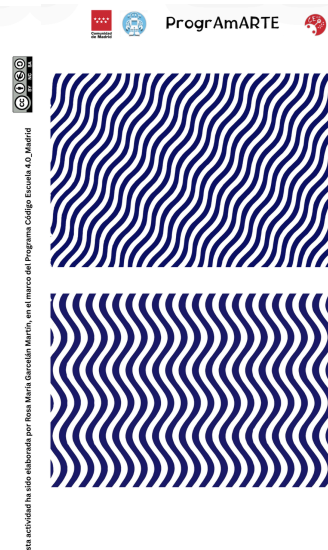 ProgrAmARTE
Comunidad
de Madrid
BY NC SA
sta actividad ha sido elaborada por Rosa María Garcelán Martín, en el marco del Programa Código Escuela 4.0_Madrid